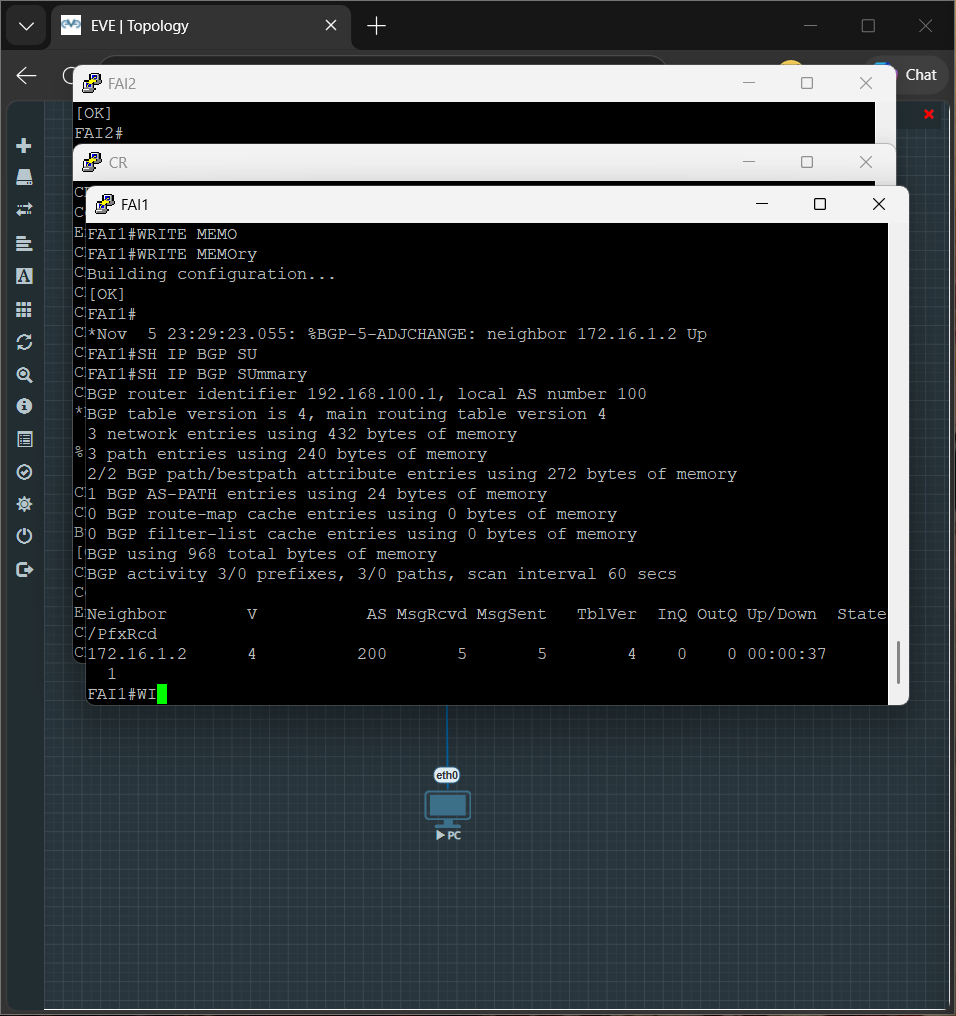 EVE | Topology
Chat
FAI2
[OK]
FAI2#
CR
FAI1
FAI1#WRITE MEMO
FAI1#WRITE MEMOry
Building configuration...
[OK]
FAI1#
*Nov  5 23:29:23.055: %BGP-5-ADJCHANGE: neighbor 172.16.1.2 Up
FAI1#SH IP BGP SU
FAI1#SH IP BGP SUmmary
BGP router identifier 192.168.100.1, local AS number 100
BGP table version is 4, main routing table version 4
3 network entries using 432 bytes of memory
3 path entries using 240 bytes of memory
2/2 BGP path/bestpath attribute entries using 272 bytes of memory
1 BGP AS-PATH entries using 24 bytes of memory
0 BGP route-map cache entries using 0 bytes of memory
0 BGP filter-list cache entries using 0 bytes of memory
BGP using 968 total bytes of memory
BGP activity 3/0 prefixes, 3/0 paths, scan interval 60 secs
Neighbor        V           AS MsgRcvd MsgSent   TblVer  InQ OutQ Up/Down  State
/PfxRcd
172.16.1.2      4          200       5       5        4    0    0 00:00:37
  1
FAI1#WI
eth0
PC